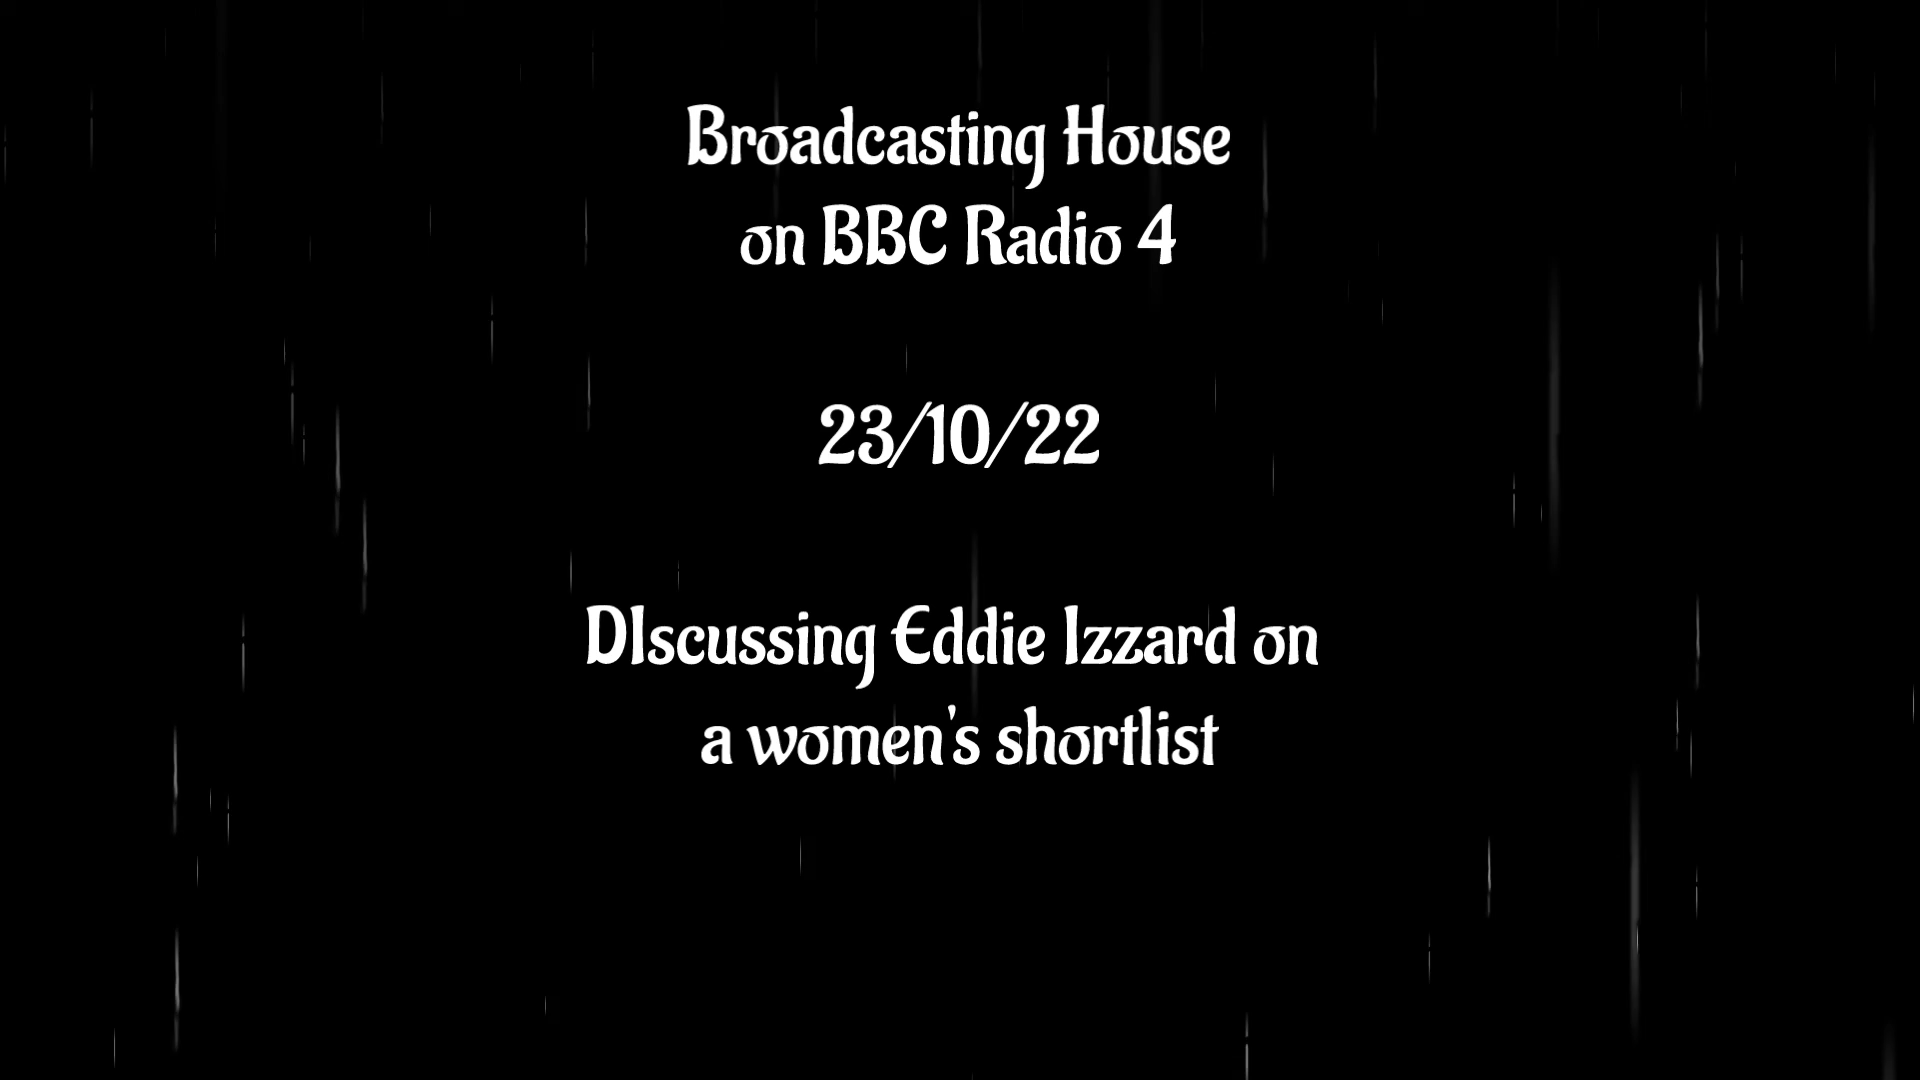 Broadcasting House
on BBC Radio 4
23/10/22
DIscussing Eddie Izzard on
a women's shortlist